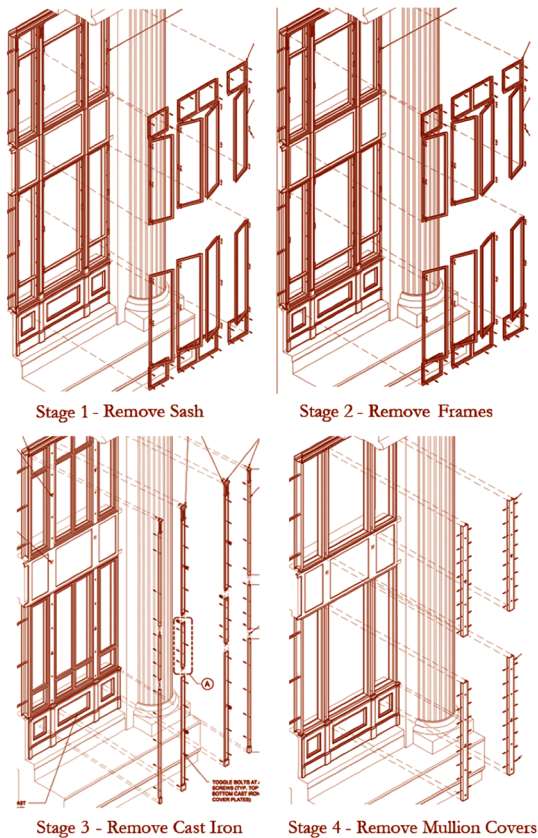 Stage 1 - Remove Sash
Stage 2 - Remove Frames
A
TOGGLE BOLTS AT
SCREWS (TYP. TOP
BOTTOM CAST IRON
COVER PLATES)
AST
Stage 3 - Remove Cast Iron
Stage 4 - Remove Mullion Covers